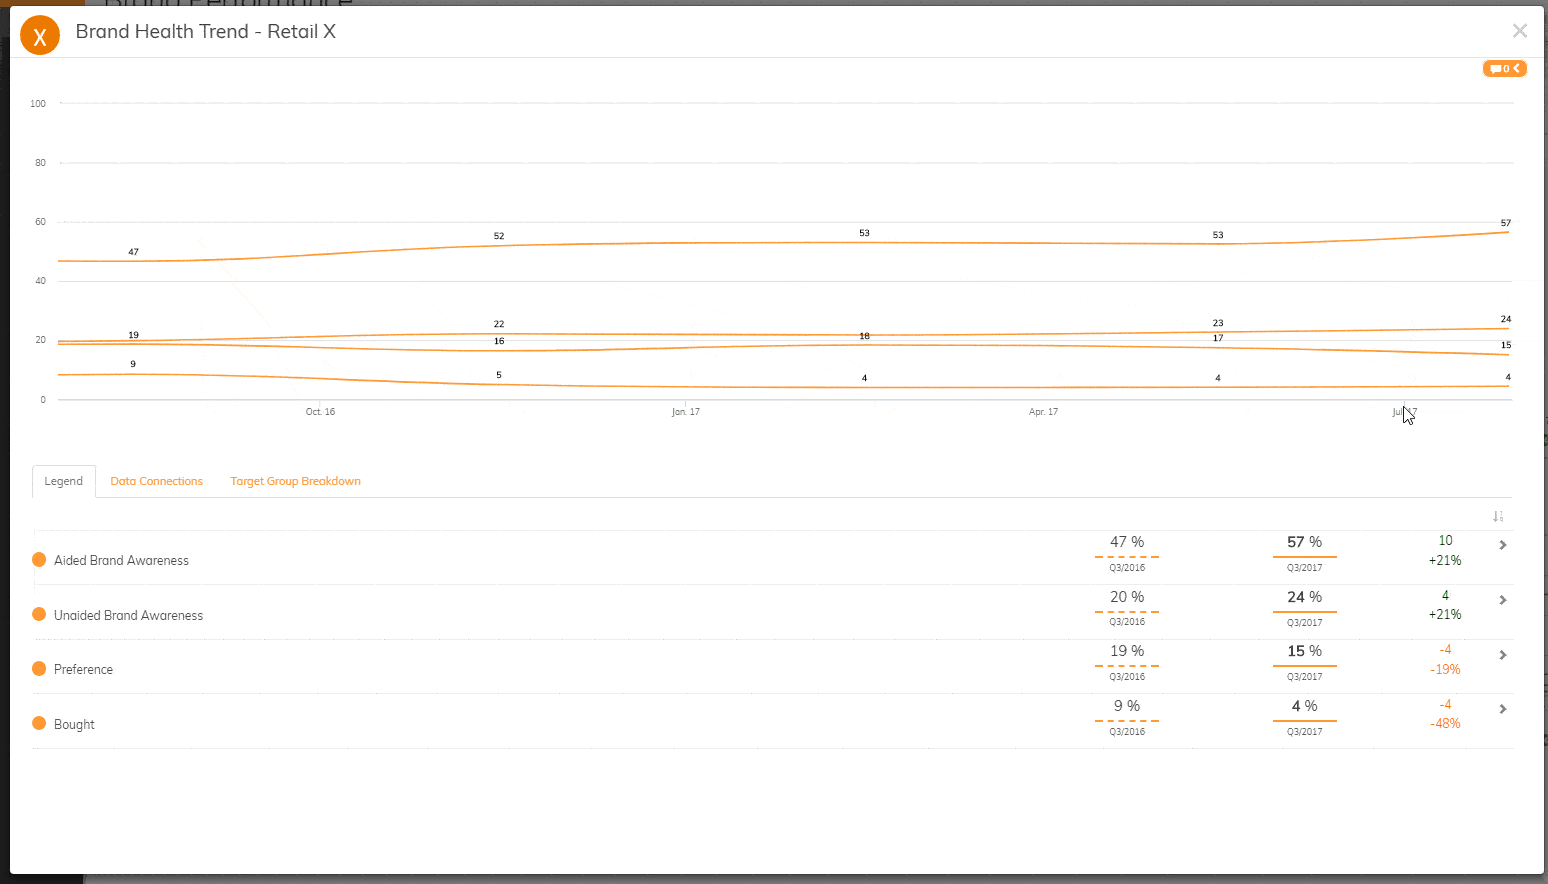 Brand Performance
X Brand Health Trend - Retail X
0
100
80
60
40
20
0
47 52 53 53 57
19 22 18 23 24
16 17 15
9 5 4 4 4
Oct. 16 Jan. 17 Apr. 17 Jul. 17
Legend Data Connections Target Group Breakdown
Aided Brand Awareness 47 % Q3/2016 57 % Q3/2017 10 +21%
Unaided Brand Awareness 20 % Q3/2016 24 % Q3/2017 4 +21%
Preference 19 % Q3/2016 15 % Q3/2017 -4 -19%
Bought 9 % Q3/2016 4 % Q3/2017 -4 -48%